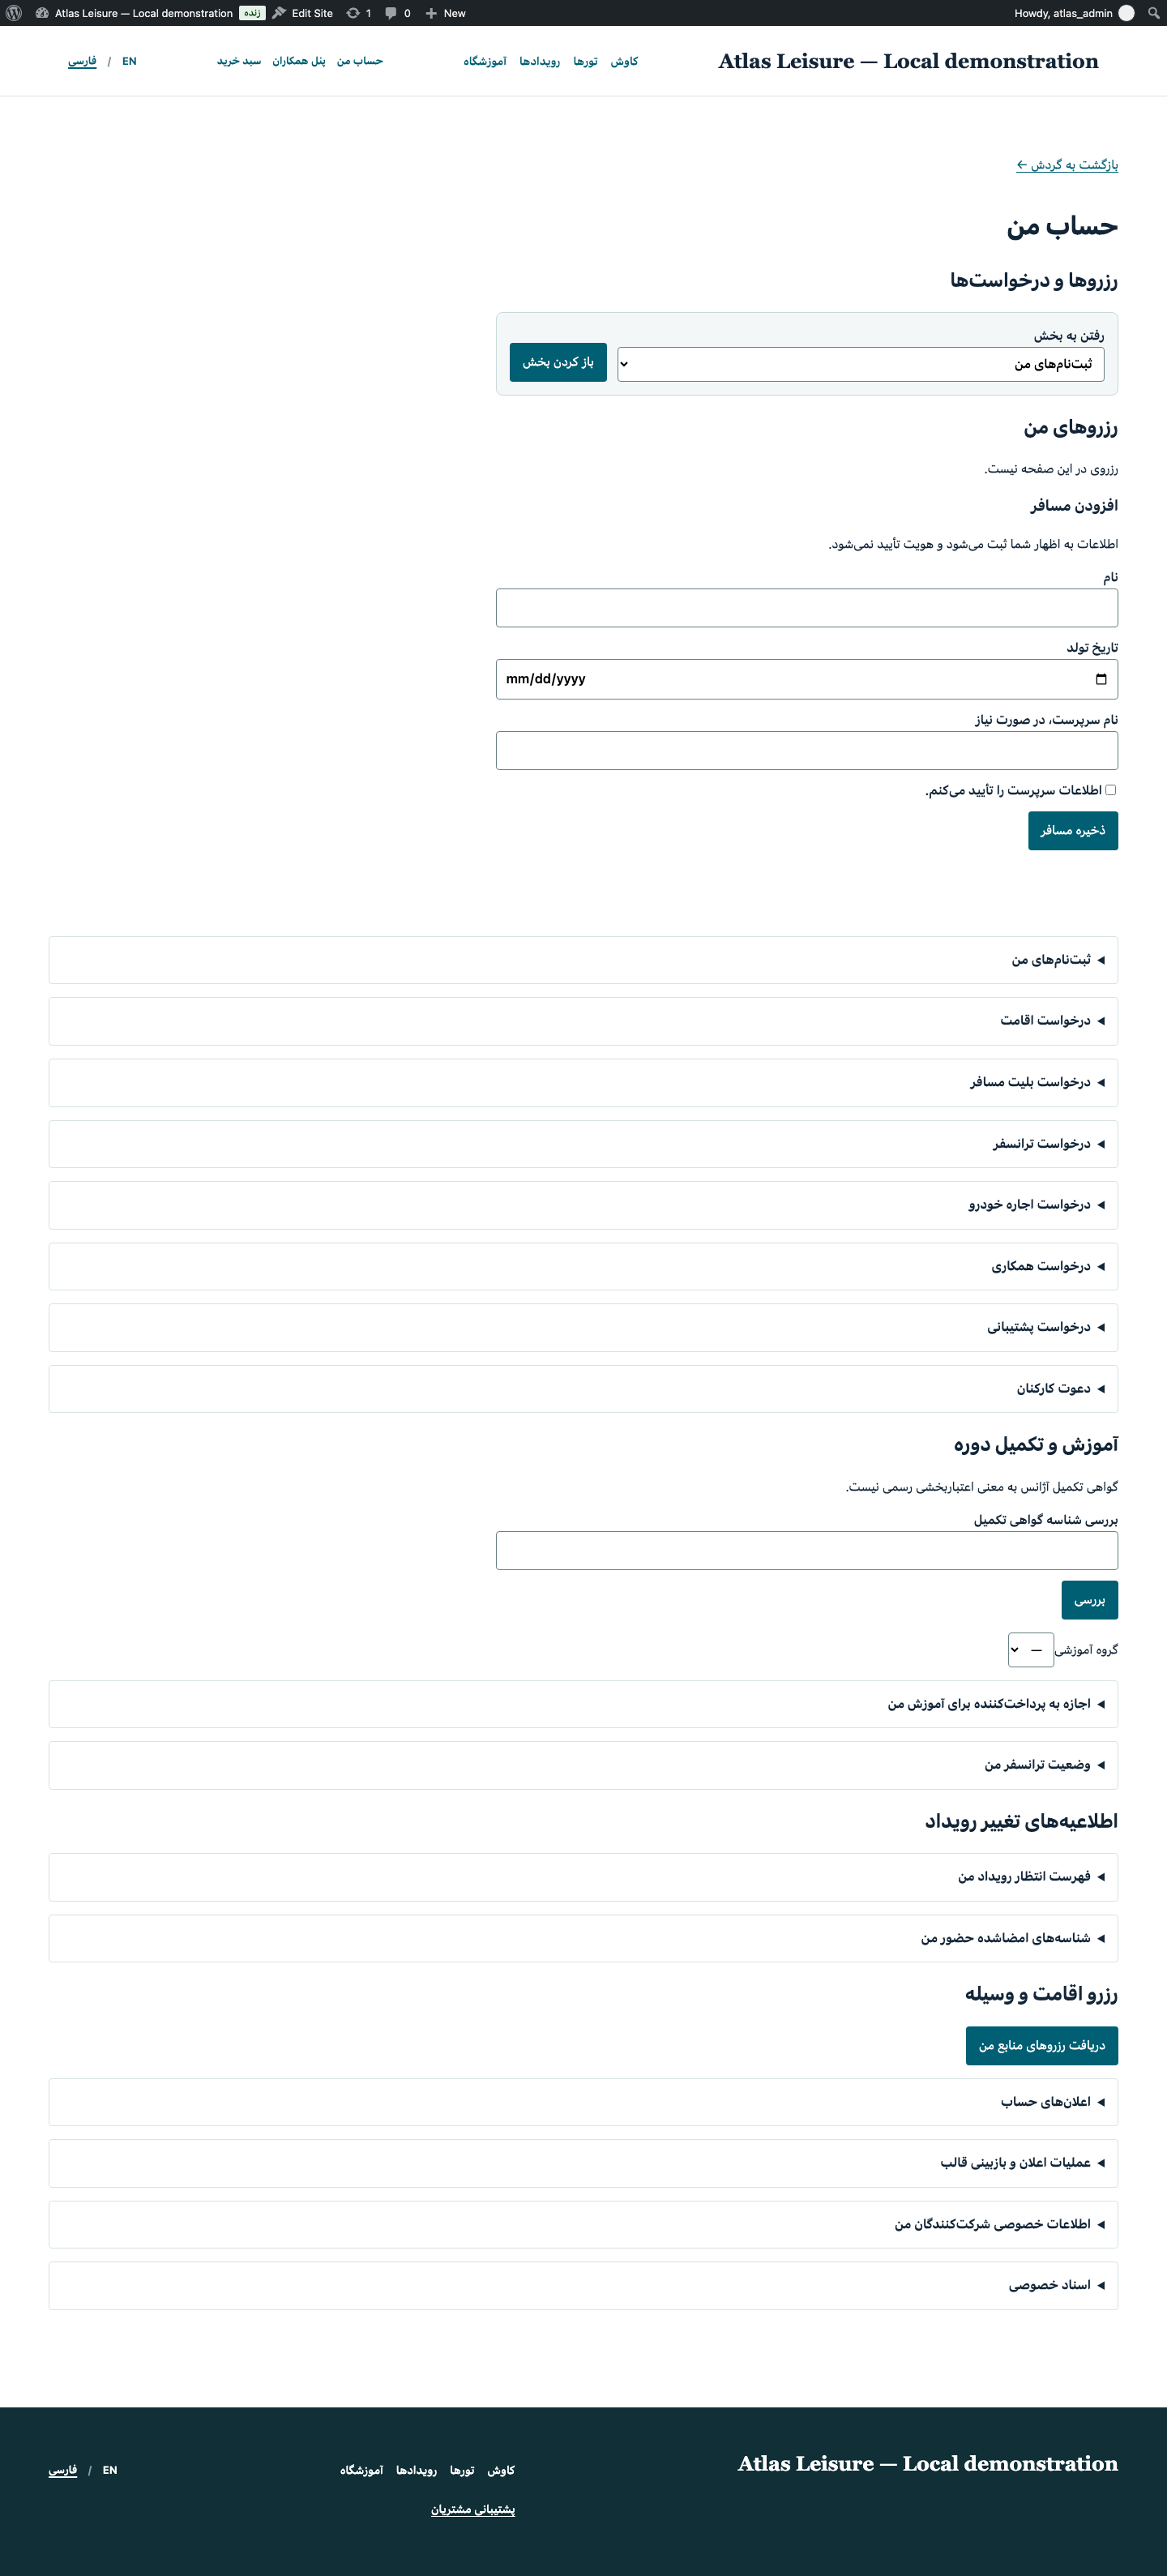 Atlas Leisure — Local demonstration زنده Edit Site 1 0 New Howdy, atlas_admin
Atlas Leisure — Local demonstration
کاوش تورها رویدادها آموزشگاه
حساب من پنل همکاران سبد خرید
EN / فارسی
بازگشت به گردش ←
حساب من
رزروها و درخواست‌ها
رفتن به بخش
ثبت‌نام‌های من
باز کردن بخش
رزروهای من
رزروی در این صفحه نیست.
افزودن مسافر
اطلاعات به اظهار شما ثبت می‌شود و هویت تأیید نمی‌شود.
نام
تاریخ تولد
mm/dd/yyyy
نام سرپرست، در صورت نیاز
اطلاعات سرپرست را تأیید می‌کنم.
ذخیره مسافر
ثبت‌نام‌های من
درخواست اقامت
درخواست بلیت مسافر
درخواست ترانسفر
درخواست اجاره خودرو
درخواست همکاری
درخواست پشتیبانی
دعوت کارکنان
آموزش و تکمیل دوره
گواهی تکمیل آژانس به معنی اعتباربخشی رسمی نیست.
بررسی شناسه گواهی تکمیل
بررسی
گروه آموزشی —
اجازه به پرداخت‌کننده برای آموزش من
وضعیت ترانسفر من
اطلاعیه‌های تغییر رویداد
فهرست انتظار رویداد من
شناسه‌های امضاشده حضور من
رزرو اقامت و وسیله
دریافت رزروهای منابع من
اعلان‌های حساب
عملیات اعلان و بازبینی قالب
اطلاعات خصوصی شرکت‌کنندگان من
اسناد خصوصی
Atlas Leisure — Local demonstration
کاوش تورها رویدادها آموزشگاه
پشتیبانی مشتریان
EN / فارسی